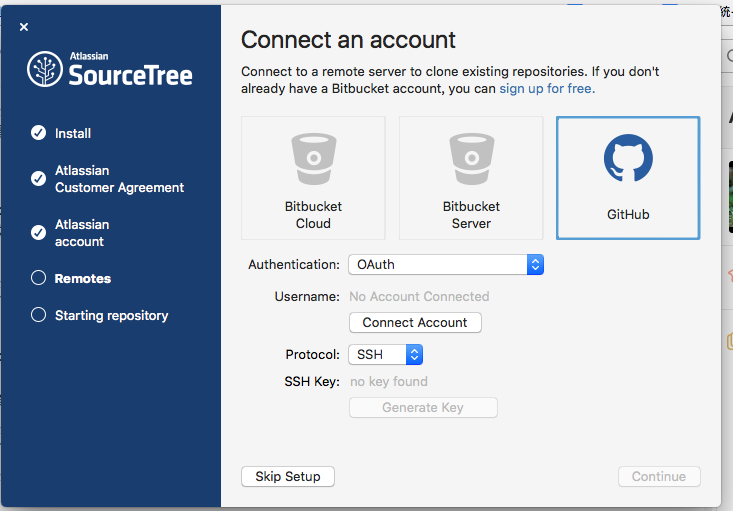 Atlassian
SourceTree
Install
Atlassian
Customer Agreement
Atlassian
account
Remotes
Starting repository
Connect an account
Connect to a remote server to clone existing repositories. If you don't
already have a Bitbucket account, you can sign up for free.
Bitbucket
Cloud
Bitbucket
Server
GitHub
Authentication: OAuth
Username: No Account Connected
Connect Account
Protocol: SSH
SSH Key: no key found
Generate Key
Skip Setup
Continue